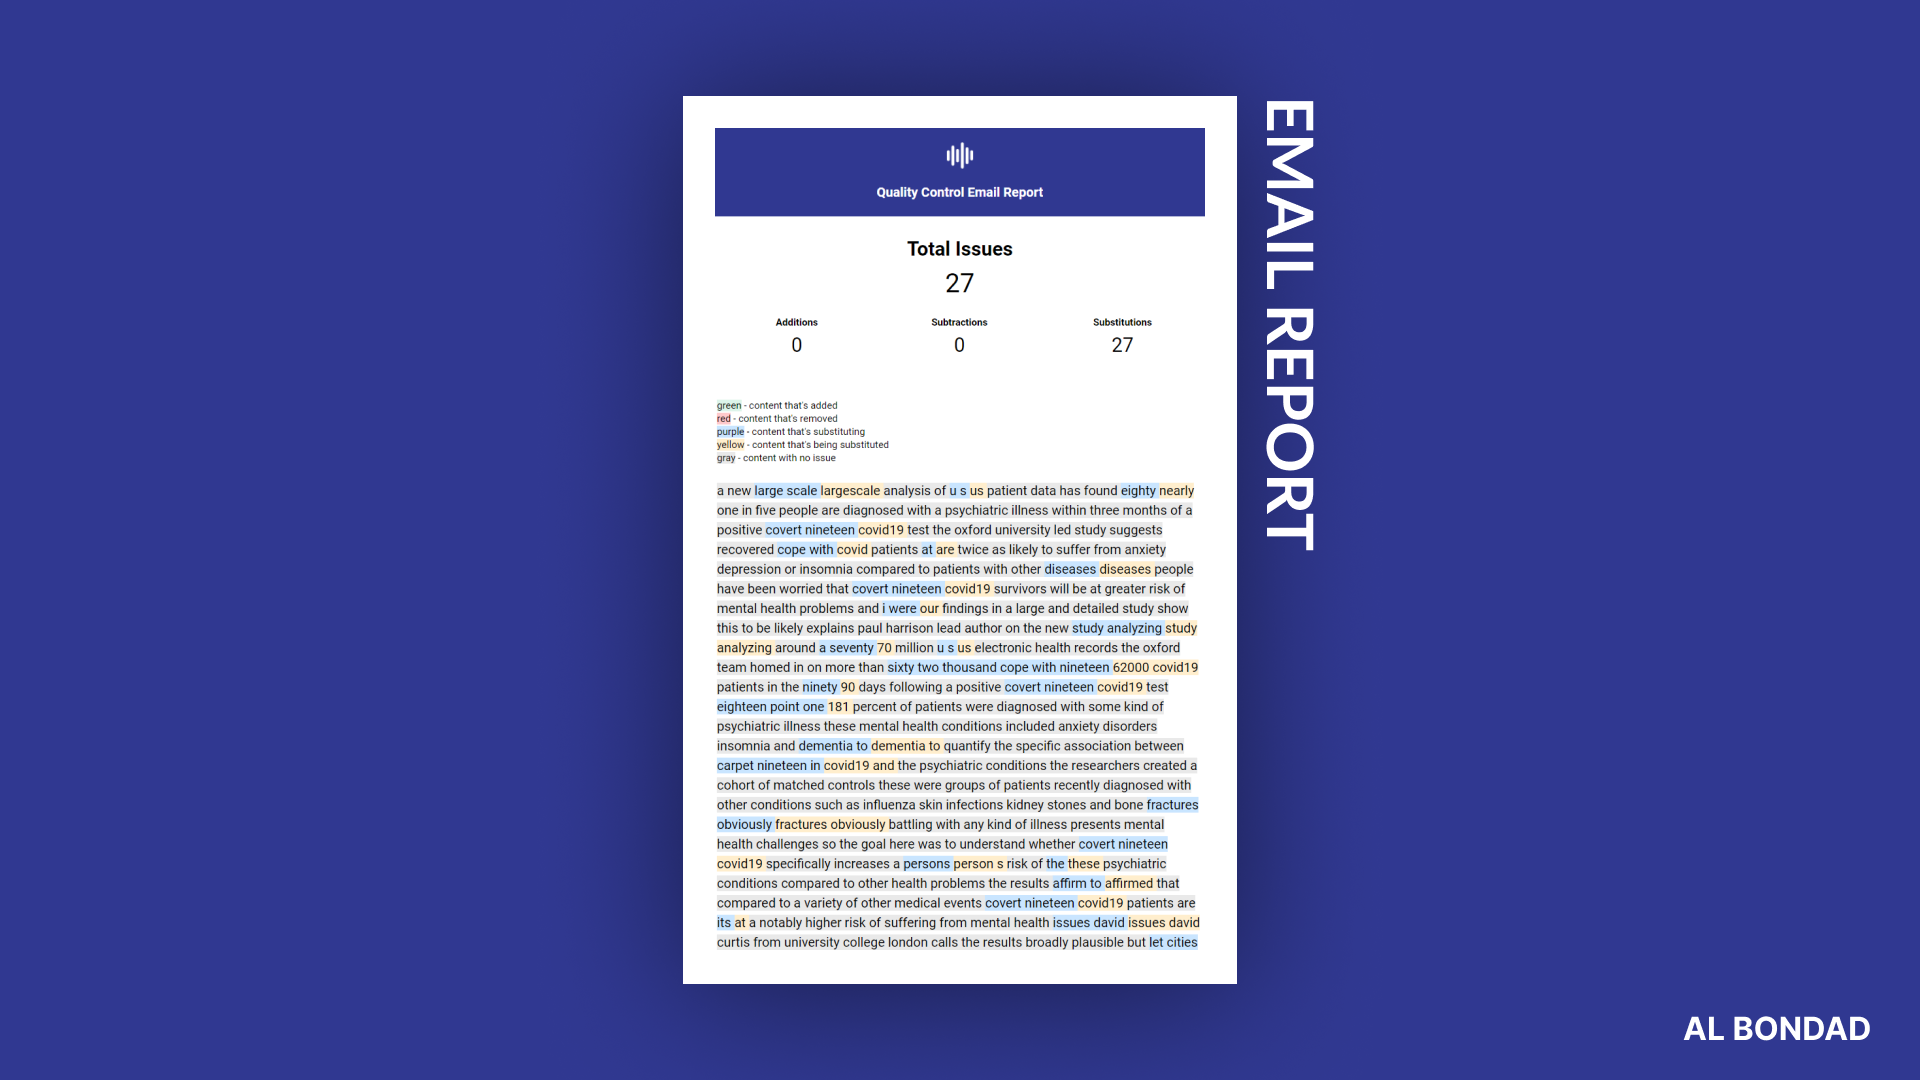 Quality Control Email Report
Total Issues
27
Additions
Subtractions
Substitutions
0
0
27
green - content that's added
red - content that's removed
purple - content that's substituting
yellow - content that's being substituted
gray - content with no issue
a new large scale largescale analysis of u s us patient data has found eighty nearly
one in five people are diagnosed with a psychiatric illness within three months of a
positive covert nineteen covid19 test the oxford university led study suggests
recovered cope with covid patients at are twice as likely to suffer from anxiety
depression or insomnia compared to patients with other diseases diseases people
have been worried that covert nineteen covid19 survivors will be at greater risk of
mental health problems and i were our findings in a large and detailed study show
this to be likely explains paul harrison lead author on the new study analyzing study
analyzing around a seventy 70 million u s us electronic health records the oxford
team homed in on more than sixty two thousand cope with nineteen 62000 covid19
patients in the ninety 90 days following a positive covert nineteen covid19 test
eighteen point one 181 percent of patients were diagnosed with some kind of
psychiatric illness these mental health conditions included anxiety disorders
insomnia and dementia to dementia to quantify the specific association between
carpet nineteen in covid19 and the psychiatric conditions the researchers created a
cohort of matched controls these were groups of patients recently diagnosed with
other conditions such as influenza skin infections kidney stones and bone fractures
obviously fractures obviously battling with any kind of illness presents mental
health challenges so the goal here was to understand whether covert nineteen
covid19 specifically increases a persons person s risk of the these psychiatric
conditions compared to other health problems the results affirm to affirmed that
compared to a variety of other medical events covert nineteen covid19 patients are
its at a notably higher risk of suffering from mental health issues david issues david
curtis from university college london calls the results broadly plausible but let cities
EMAIL REPORT
AL BONDAD